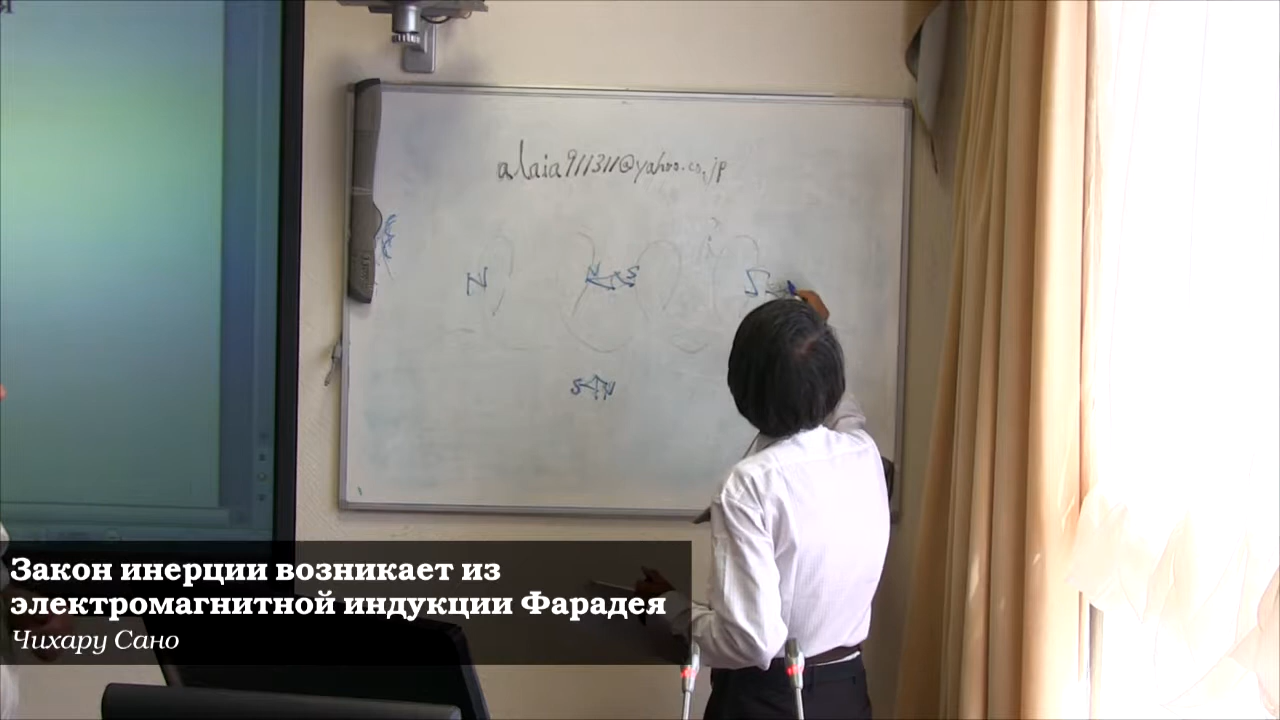 alaia911311@yahoo.co.jp
i
N N S S
S N
Закон инерции возникает из
электромагнитной индукции Фарадея
Чихару Сано